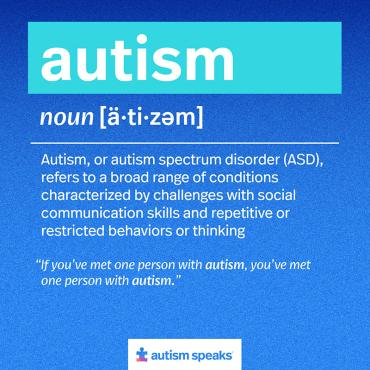 autism
noun [ä·ti·zəm]
Autism, or autism spectrum disorder (ASD),
refers to a broad range of conditions
characterized by challenges with social
communication skills and repetitive or
restricted behaviors or thinking
“If you’ve met one person with autism, you’ve met
one person with autism.”
autism speaks